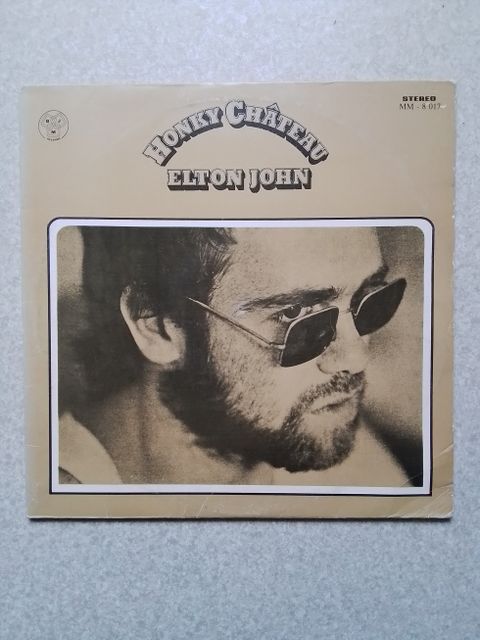 STEREO
MM - 8 017
HONKY CHÂTEAU
ELTON JOHN